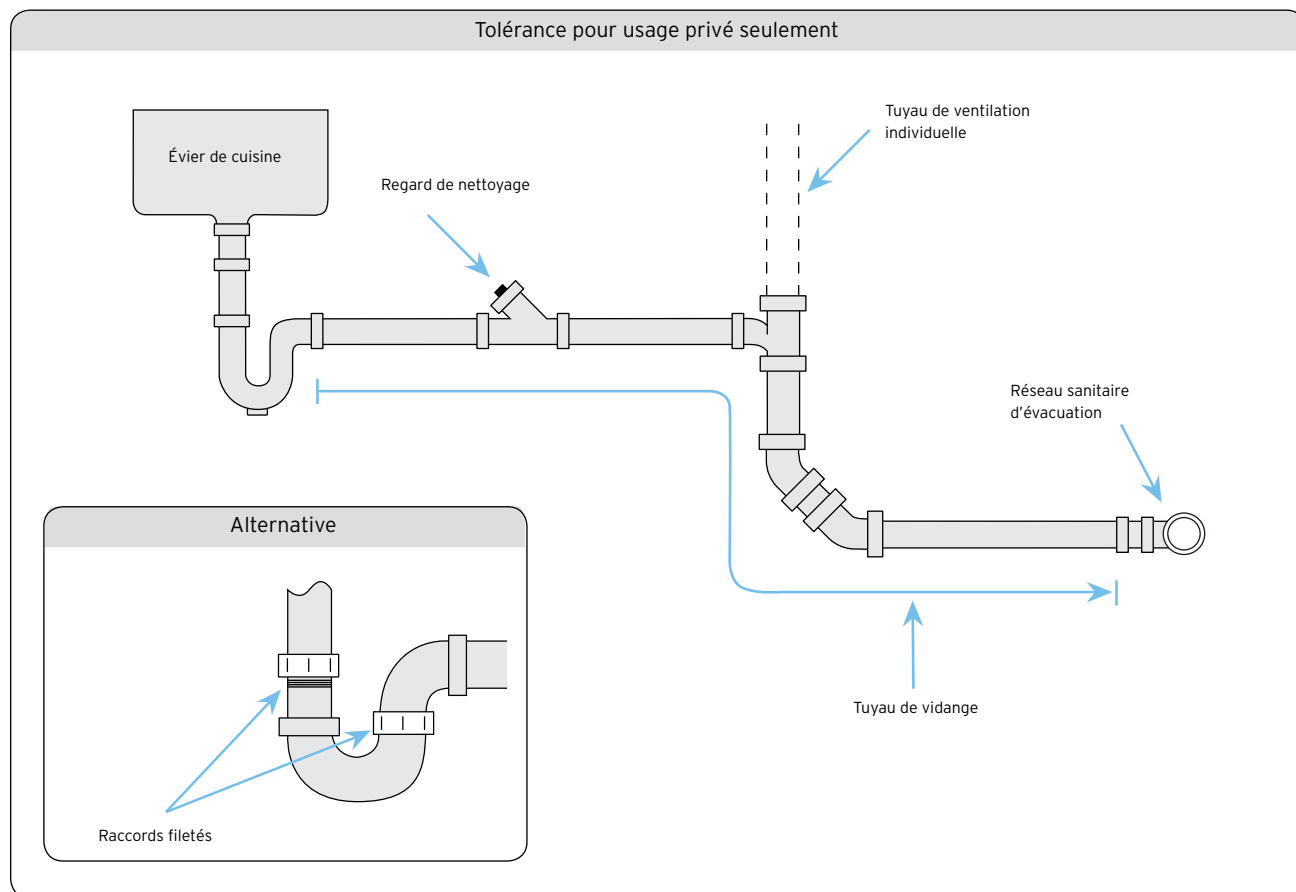 Tolérance pour usage privé seulement
Évier de cuisine
Regard de nettoyage
Tuyau de ventilation
individuelle
Réseau sanitaire
d'évacuation
Tuyau de vidange
Alternative
Raccords filetés